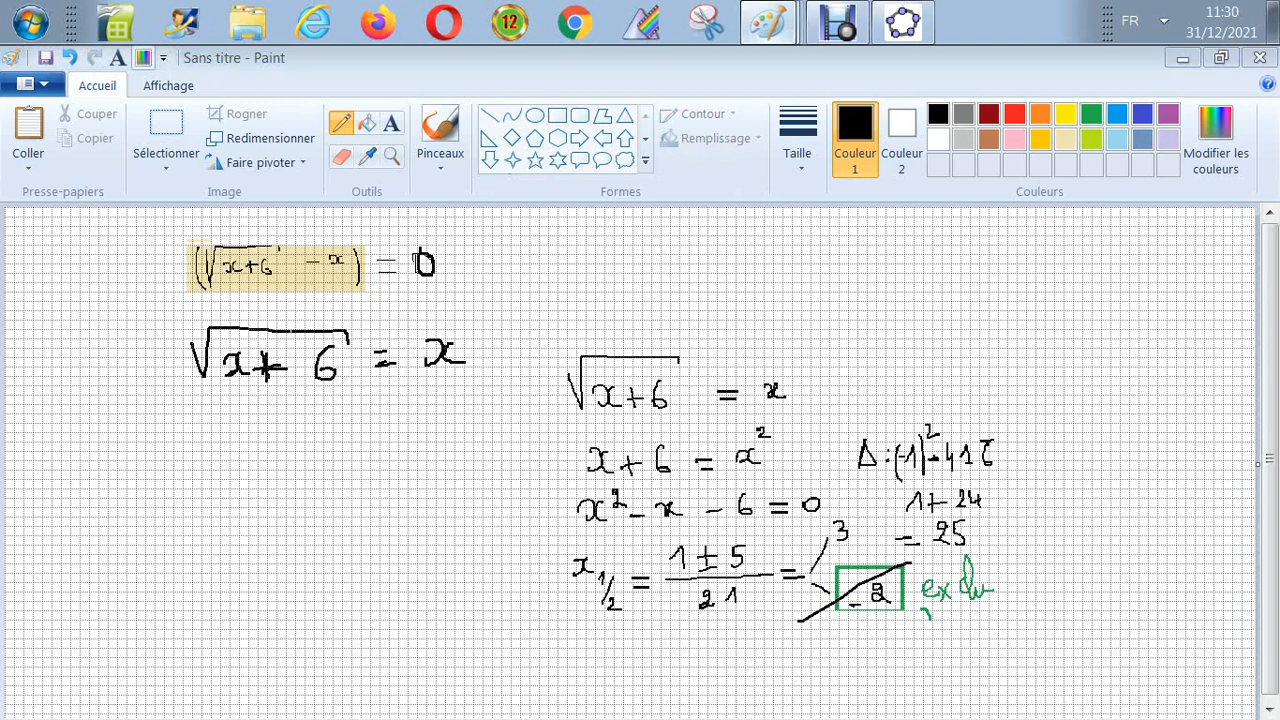 12
FR
11:30
31/12/2021
Sans titre - Paint
Accueil
Affichage
Coller
Couper
Copier
Presse-papiers
Sélectionner
Rogner
Redimensionner
Faire pivoter
Image
A
Outils
Pinceaux
Contour
Remplissage
Formes
Taille
Couleur 1
Couleur 2
Modifier les couleurs
Couleurs
(√x+6 - x) = 0
√x+6 = x
√x+6 = x
x+6 = x²
x² - x - 6 = 0
x 1/2 = 1 ± 5 / 2 1 = 3
- 2
Δ : (-1)² - 4 1
1 + 24
= 25